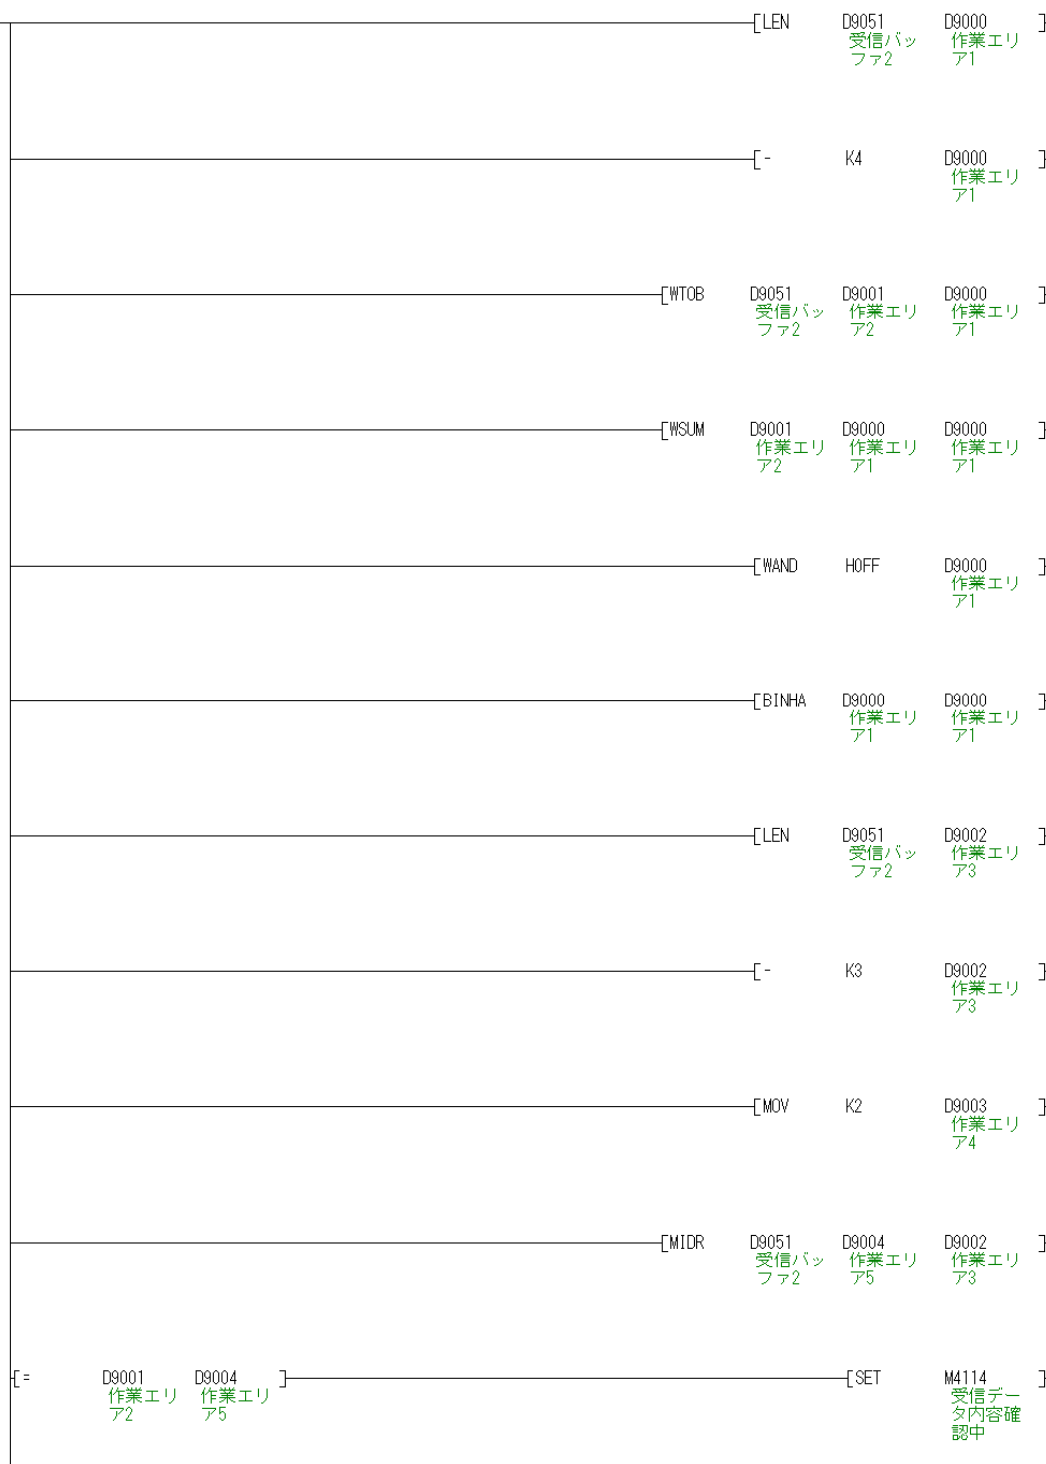 [LEN D9051 D9000 ]
受信バッ 作業エリ
ファ2 ア1
[- K4 D9000 ]
作業エリ
ア1
[WTOB D9051 D9001 D9000 ]
受信バッ 作業エリ 作業エリ
ファ2 ア2 ア1
[WSUM D9001 D9000 D9000 ]
作業エリ 作業エリ 作業エリ
ア2 ア1 ア1
[WAND H0FF D9000 ]
作業エリ
ア1
[BINHA D9000 D9000 ]
作業エリ 作業エリ
ア1 ア1
[LEN D9051 D9002 ]
受信バッ 作業エリ
ファ2 ア3
[- K3 D9002 ]
作業エリ
ア3
[MOV K2 D9003 ]
作業エリ
ア4
[MIDR D9051 D9004 D9002 ]
受信バッ 作業エリ 作業エリ
ファ2 ア5 ア3
[= D9001 D9004 ] [SET M4114 ]
作業エリ 作業エリ 受信デー
ア2 ア5 タ内容確
認中